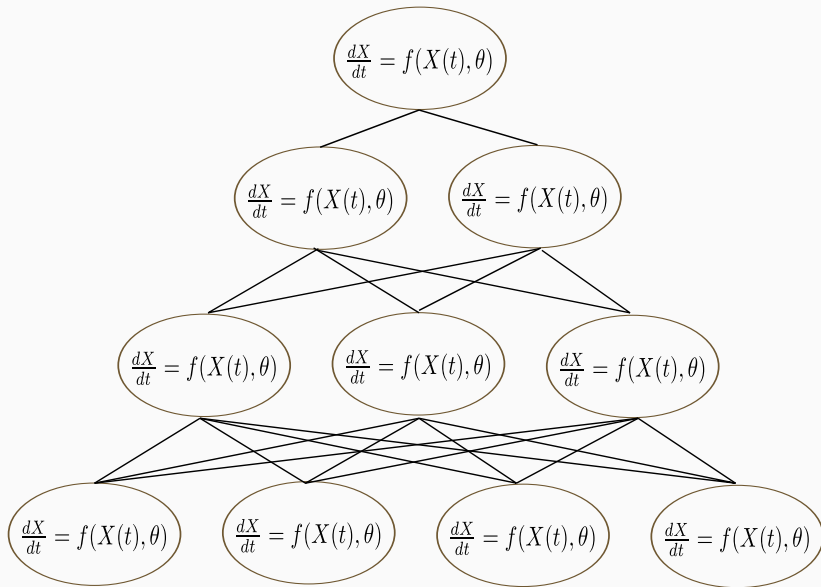 dX/dt = f(X(t), θ)
dX/dt = f(X(t), θ)
dX/dt = f(X(t), θ)
dX/dt = f(X(t), θ)
dX/dt = f(X(t), θ)
dX/dt = f(X(t), θ)
dX/dt = f(X(t), θ)
dX/dt = f(X(t), θ)
dX/dt = f(X(t), θ)
dX/dt = f(X(t), θ)